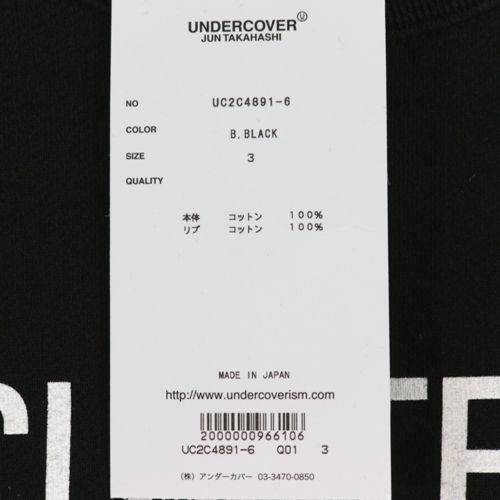 UNDERCOVER Ⓤ
JUN TAKAHASHI
NO UC2C4891-6
COLOR B.BLACK
SIZE 3
QUALITY
本体 コットン 100%
リブ コットン 100%
MADE IN JAPAN
http://www.undercoverism.com/
2000000966106
UC2C4891-6 Q01 3
(株) アンダーカバー 03-3470-0850